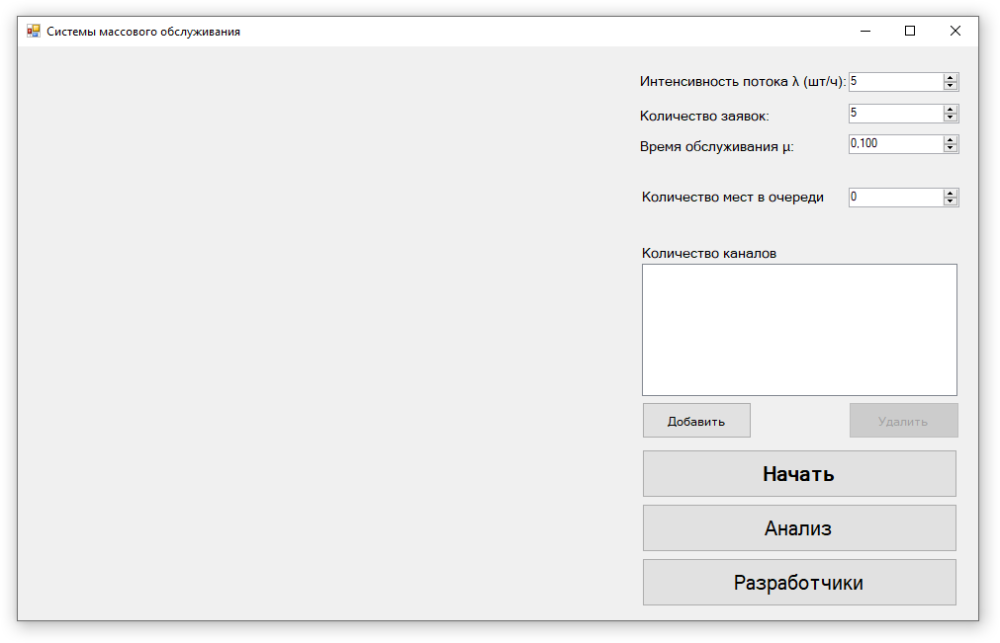 Системы массового обслуживания
Интенсивность потока λ (шт/ч): 5
Количество заявок: 5
Время обслуживания μ: 0,100
Количество мест в очереди 0
Количество каналов
Добавить Удалить
Начать
Анализ
Разработчики